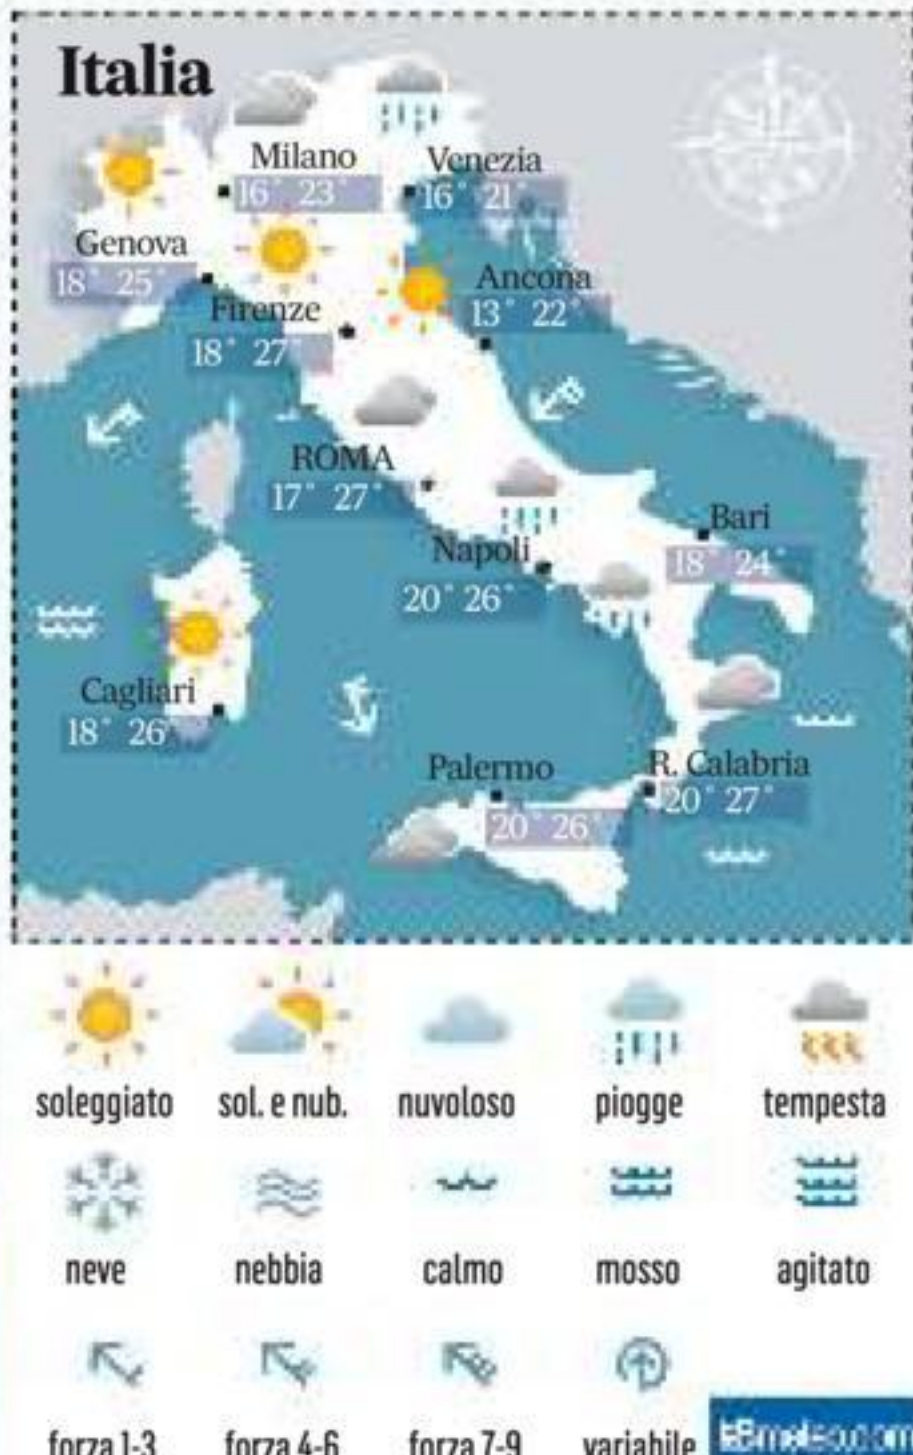 Italia
Milano
16° 23°
Venezia
16° 21°
Genova
18° 25°
Ancona
13° 22°
Firenze
18° 27°
ROMA
17° 27°
Bari
18° 24°
Napoli
20° 26°
Cagliari
18° 26°
Palermo
20° 26°
R. Calabria
20° 27°
soleggiato sol. e nub. nuvoloso piogge tempesta
neve nebbia calmo mosso agitato
forza 1-3 forza 4-6 forza 7-9 variabile